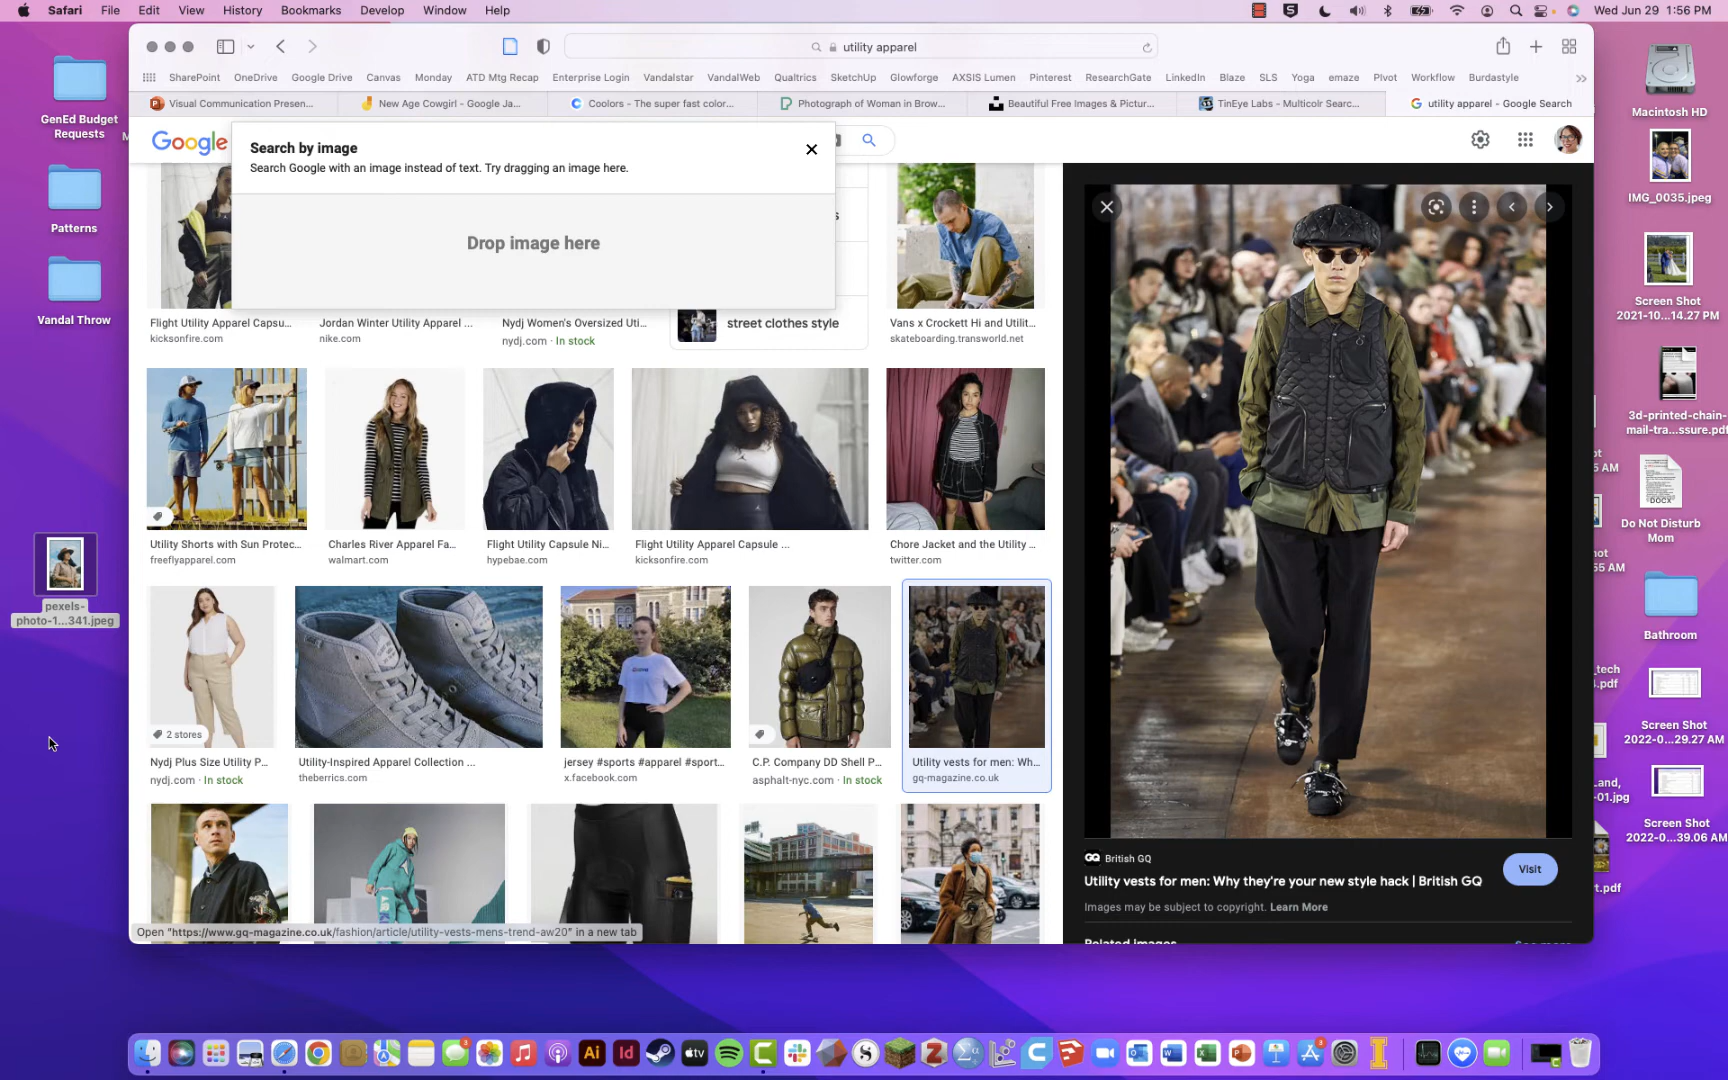 Safari File Edit View History Bookmarks Develop Window Help
Wed Jun 29 1:56 PM
utility apparel
SharePoint OneDrive Google Drive Canvas Monday ATD Mtg Recap Enterprise Login Vandalstar VandalWeb Qualtrics SketchUp Glowforge AXSIS Lumen Pinterest ResearchGate LinkedIn Blaze SLS Yoga emaze Pivot Workflow Burdastyle
Visual Communication Presen...
New Age Cowgirl - Google Ja...
Coolors - The super fast color...
Photograph of Woman in Brow...
Beautiful Free Images & Pictur...
TinEye Labs - Multicolr Searc...
utility apparel - Google Search
Google
Search by image
Search Google with an image instead of text. Try dragging an image here.
Drop image here
Flight Utility Apparel Capsu...
kicksonfire.com
Jordan Winter Utility Apparel ...
nike.com
Nydj Women's Oversized Uti...
nydj.com · In stock
street clothes style
Vans x Crockett Hi and Utilit...
skateboarding.transworld.net
Utility Shorts with Sun Protec...
freeflyapparel.com
Charles River Apparel Fa...
walmart.com
Flight Utility Capsule Ni...
hypebae.com
Flight Utility Apparel Capsule ...
kicksonfire.com
Chore Jacket and the Utility ...
twitter.com
2 stores
Nydj Plus Size Utility P...
nydj.com · In stock
Utility-Inspired Apparel Collection ...
theberrics.com
jersey #sports #apparel #sport...
x.facebook.com
C.P. Company DD Shell P...
asphalt-nyc.com · In stock
Utility vests for men: Wh...
gq-magazine.co.uk
Open "https://www.gq-magazine.co.uk/fashion/article/utility-vests-mens-trend-aw20" in a new tab
GQ British GQ
Utility vests for men: Why they're your new style hack | British GQ
Images may be subject to copyright. Learn More
Visit
Related images
See more
GenEd Budget
Requests
Patterns
Vandal Throw
pexels-
photo-1...341.jpeg
Macintosh HD
IMG_0035.jpeg
Screen Shot
2021-10...14.27 PM
3d-printed-chain-
mail-tra...ssure.pdf
DOCX
Do Not Disturb
Mom
Bathroom
Screen Shot
2022-0...29.27 AM
Screen Shot
2022-0...39.06 AM
Ai Id tv